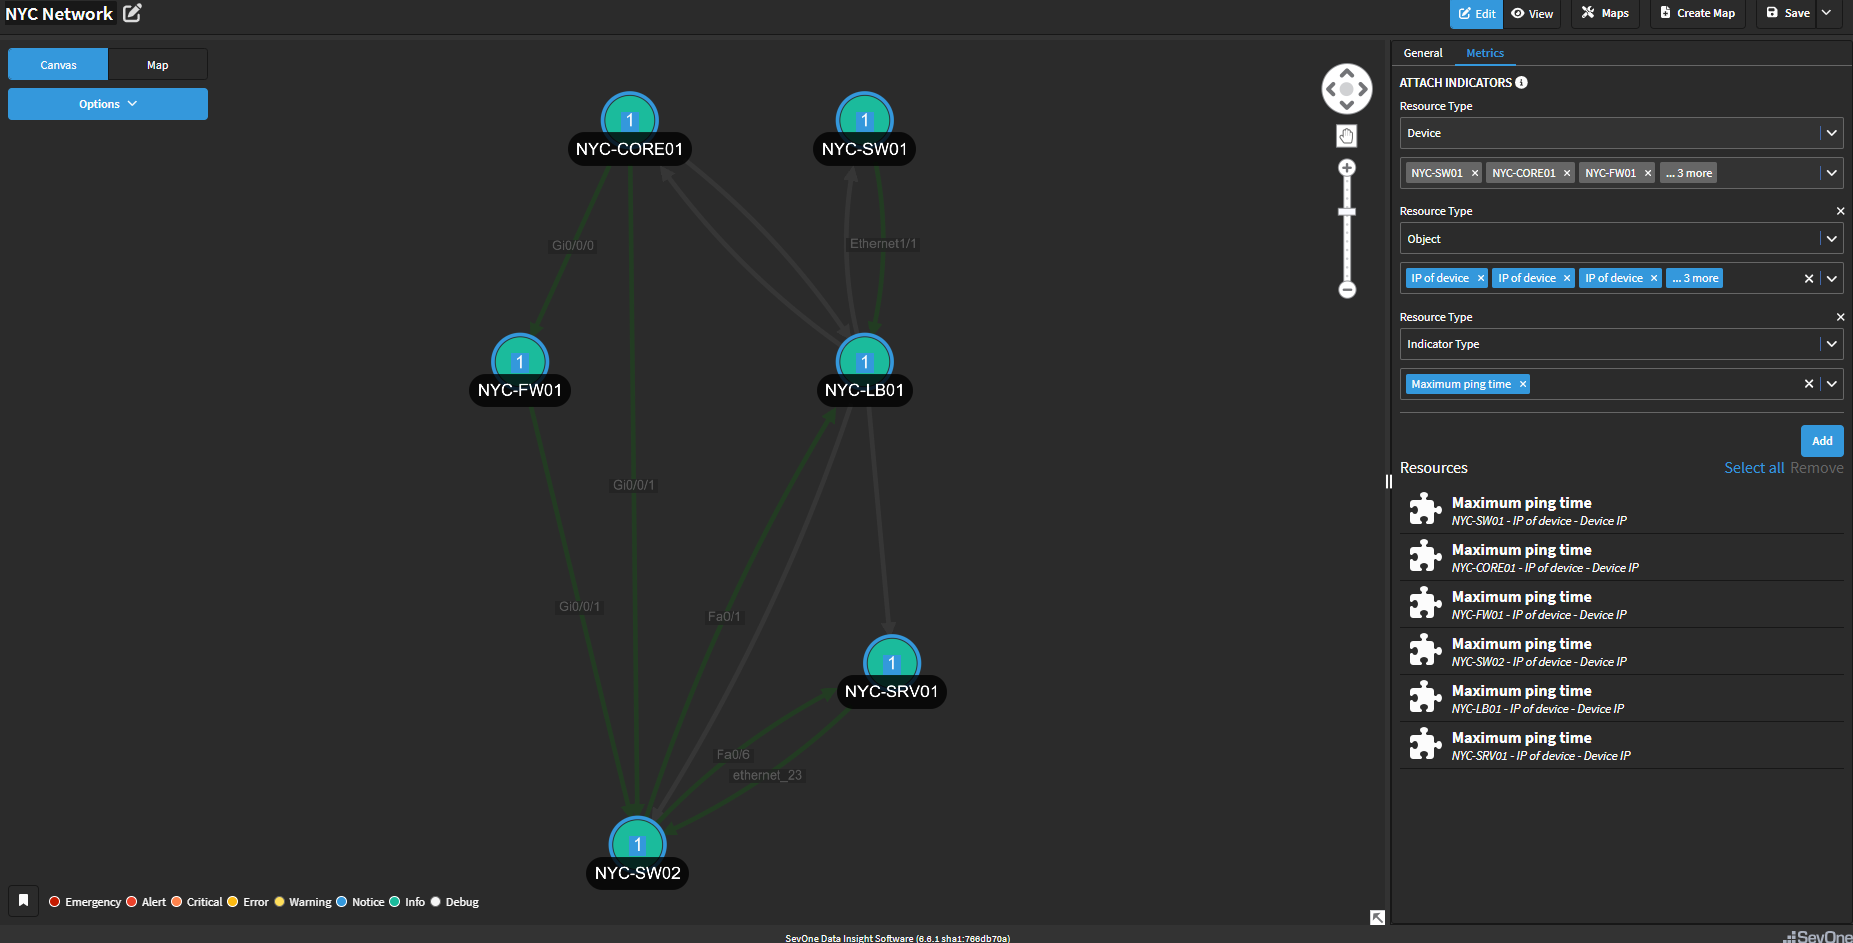 NYC Network
Edit View Maps Create Map Save
Canvas Map
Options
1
NYC-CORE01
1
NYC-SW01
Gi0/0/0
Ethernet1/1
1
NYC-FW01
1
NYC-LB01
Gi0/0/1
Gi0/0/1
Fa0/1
1
NYC-SRV01
Fa0/6
ethernet_23
1
NYC-SW02
Emergency Alert Critical Error Warning Notice Info Debug
General Metrics
ATTACH INDICATORS
Resource Type
Device
NYC-SW01 × NYC-CORE01 × NYC-FW01 × ... 3 more
Resource Type ×
Object
IP of device × IP of device × IP of device × ... 3 more ×
Resource Type ×
Indicator Type
Maximum ping time × ×
Add
Resources Select all Remove
Maximum ping time
NYC-SW01 - IP of device - Device IP
Maximum ping time
NYC-CORE01 - IP of device - Device IP
Maximum ping time
NYC-FW01 - IP of device - Device IP
Maximum ping time
NYC-SW02 - IP of device - Device IP
Maximum ping time
NYC-LB01 - IP of device - Device IP
Maximum ping time
NYC-SRV01 - IP of device - Device IP
SevOne Data Insight Software (6.6.1 sha1:766db70a)
SevOne